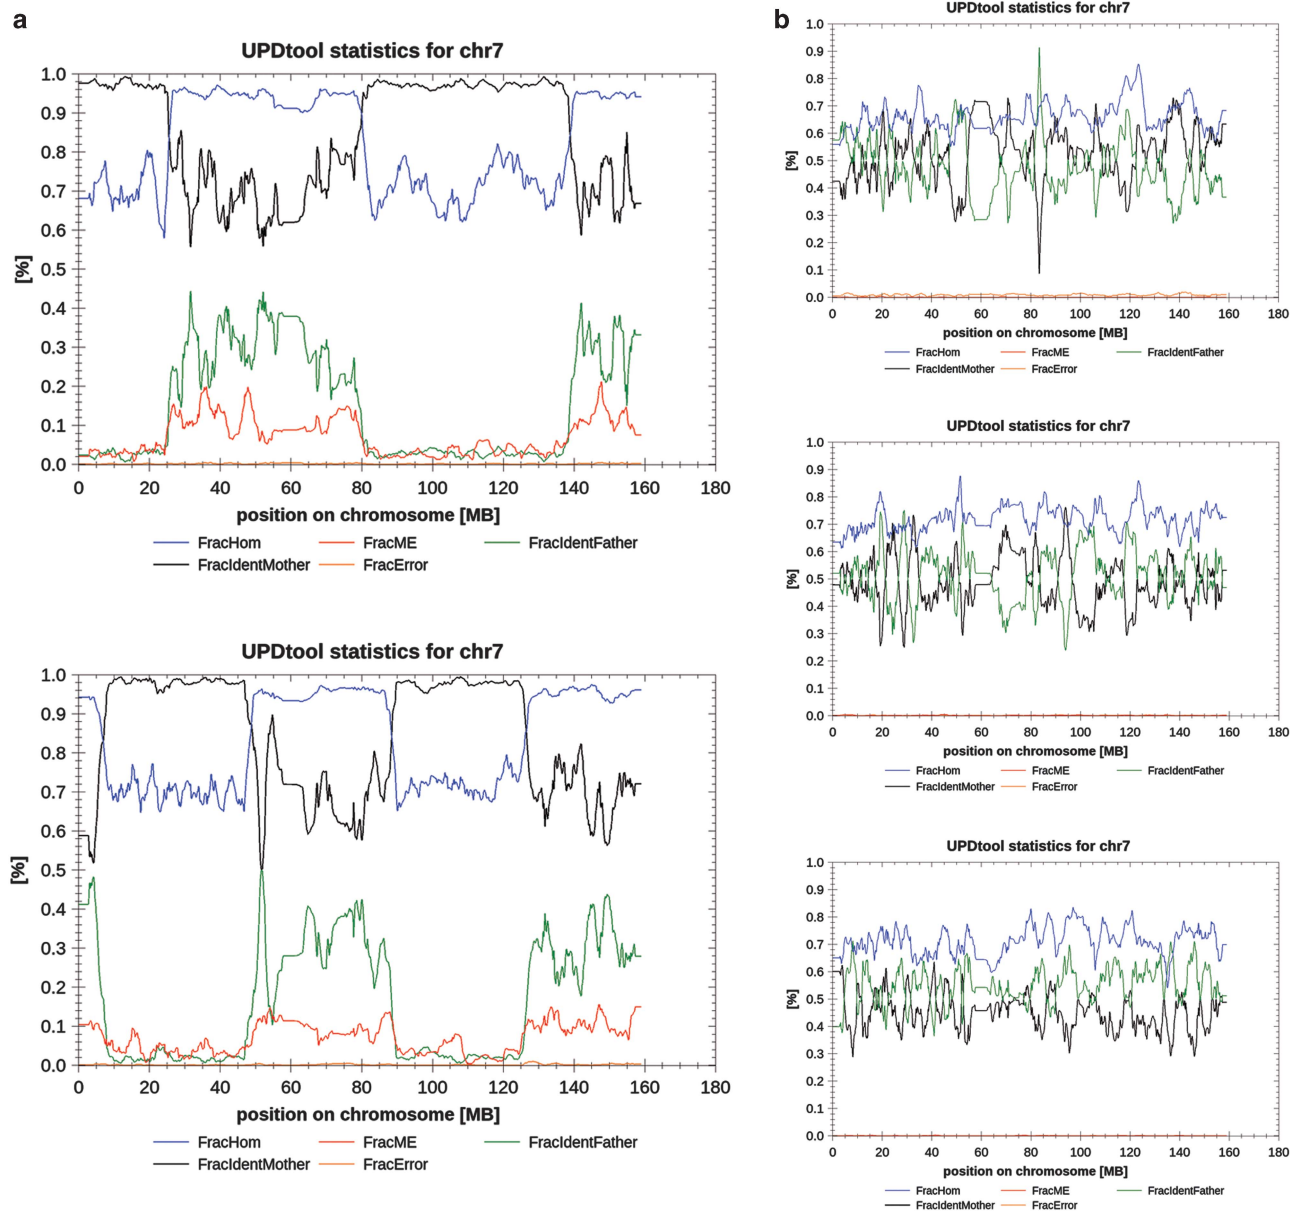 a
UPDtool statistics for chr7
1.0
0.9
0.8
0.7
0.6
0.5
0.4
0.3
0.2
0.1
0.0
[%]
0 20 40 60 80 100 120 140 160 180
position on chromosome [MB]
FracHom FracME FracIdentFather
FracIdentMother FracError
UPDtool statistics for chr7
1.0
0.9
0.8
0.7
0.6
0.5
0.4
0.3
0.2
0.1
0.0
[%]
0 20 40 60 80 100 120 140 160 180
position on chromosome [MB]
FracHom FracME FracIdentFather
FracIdentMother FracError
b
UPDtool statistics for chr7
1.0
0.9
0.8
0.7
0.6
0.5
0.4
0.3
0.2
0.1
0.0
[%]
0 20 40 60 80 100 120 140 160 180
position on chromosome [MB]
FracHom FracME FracIdentFather
FracIdentMother FracError
UPDtool statistics for chr7
1.0
0.9
0.8
0.7
0.6
0.5
0.4
0.3
0.2
0.1
0.0
[%]
0 20 40 60 80 100 120 140 160 180
position on chromosome [MB]
FracHom FracME FracIdentFather
FracIdentMother FracError
UPDtool statistics for chr7
1.0
0.9
0.8
0.7
0.6
0.5
0.4
0.3
0.2
0.1
0.0
[%]
0 20 40 60 80 100 120 140 160 180
position on chromosome [MB]
FracHom FracME FracIdentFather
FracIdentMother FracError